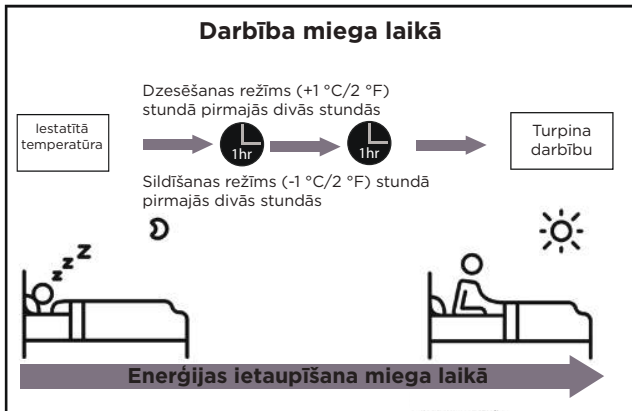 Darbība miega laikā
Dzesēšanas režīms (+1 °C/2 °F)
stundā pirmajās divās stundās
Iestatītā
temperatūra
1hr
1hr
Turpina
darbību
Sildīšanas režīms (-1 °C/2 °F) stundā
pirmajās divās stundās
z z Z
Enerģijas ietaupīšana miega laikā